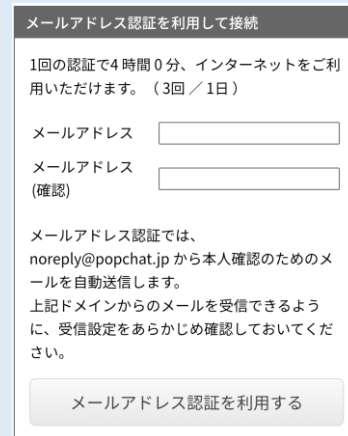 メールアドレス認証を利用して接続
1回の認証で4 時間 0 分、インターネットをご利
用いただけます。（ 3回 ／ 1日 ）
メールアドレス
メールアドレス
(確認)
メールアドレス認証では、
noreply@popchat.jp から本人確認のためのメ
ールを自動送信します。
上記ドメインからのメールを受信できるよう
に、受信設定をあらかじめ確認しておいてくだ
さい。
メールアドレス認証を利用する